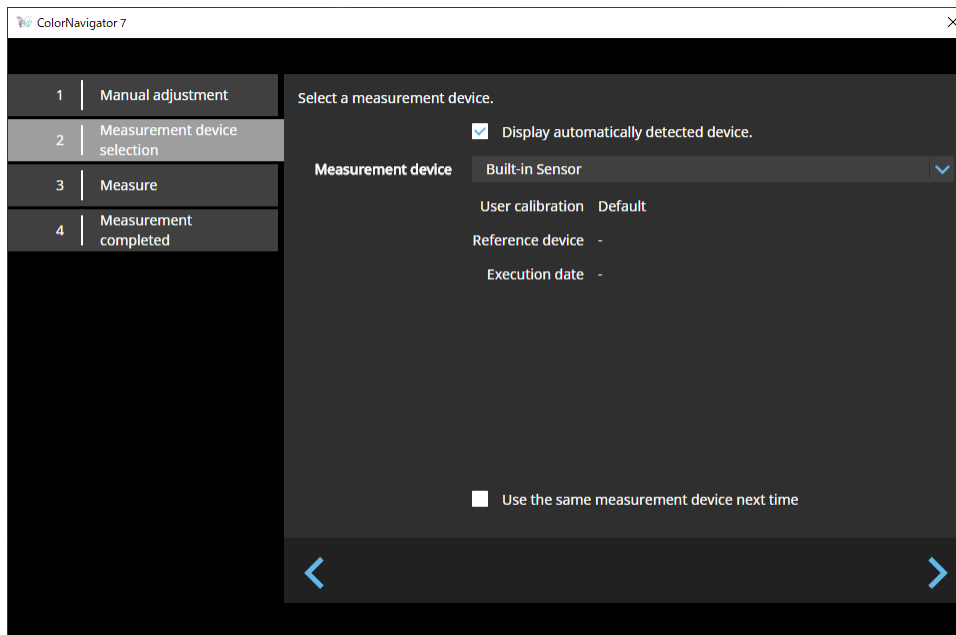 ColorNavigator 7
1 Manual adjustment
2 Measurement device
selection
3 Measure
4 Measurement
completed
Select a measurement device.
Display automatically detected device.
Measurement device Built-in Sensor
User calibration Default
Reference device -
Execution date -
Use the same measurement device next time